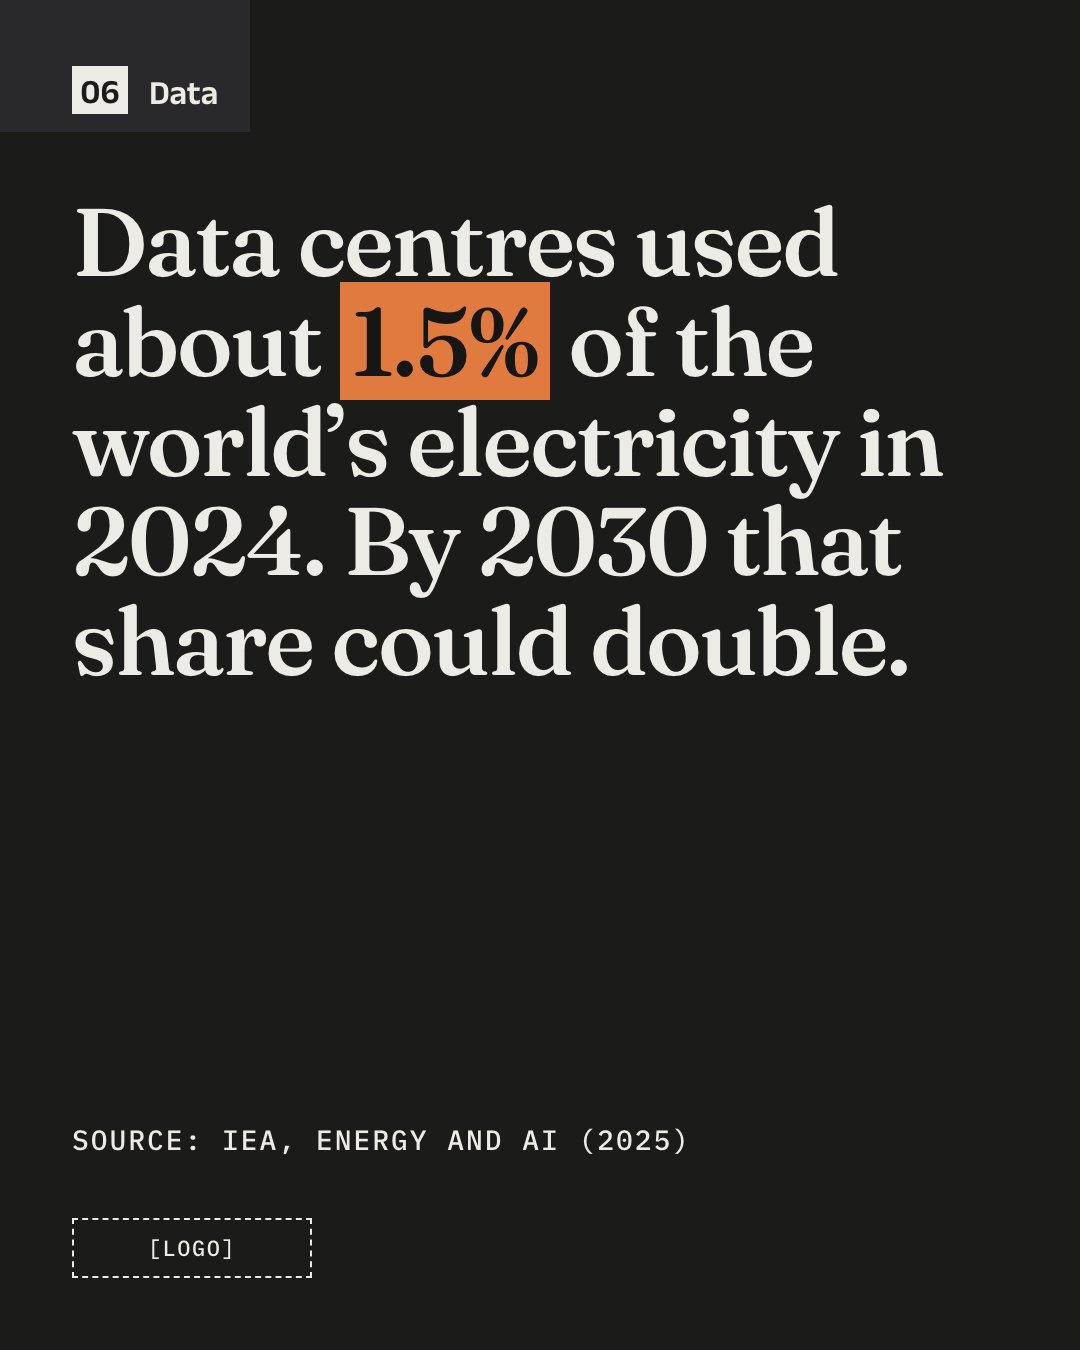 06 Data
Data centres used
about 1.5% of the
world’s electricity in
2024. By 2030 that
share could double.
SOURCE: IEA, ENERGY AND AI (2025)
[LOGO]